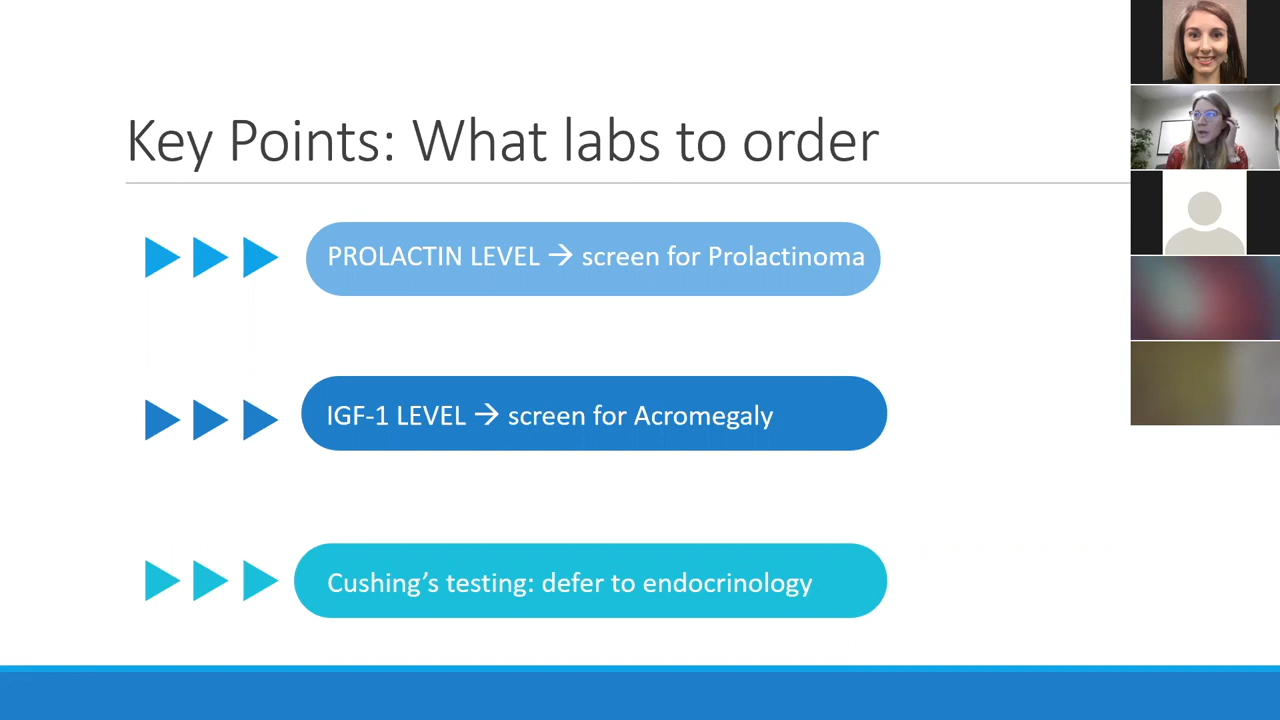 Key Points: What labs to order
PROLACTIN LEVEL → screen for Prolactinoma
IGF-1 LEVEL → screen for Acromegaly
Cushing’s testing: defer to endocrinology